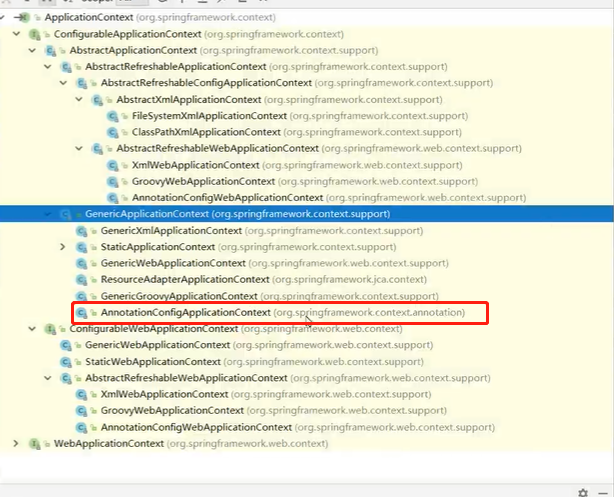 ApplicationContext (org.springframework.context)
ConfigurableApplicationContext (org.springframework.context)
AbstractApplicationContext (org.springframework.context.support)
AbstractRefreshableApplicationContext (org.springframework.context.support)
AbstractRefreshableConfigApplicationContext (org.springframework.context.support)
AbstractXmlApplicationContext (org.springframework.context.support)
FileSystemXmlApplicationContext (org.springframework.context.support)
ClassPathXmlApplicationContext (org.springframework.context.support)
AbstractRefreshableWebApplicationContext (org.springframework.web.context.support)
XmlWebApplicationContext (org.springframework.web.context.support)
GroovyWebApplicationContext (org.springframework.web.context.support)
AnnotationConfigWebApplicationContext (org.springframework.web.context.support)
GenericApplicationContext (org.springframework.context.support)
GenericXmlApplicationContext (org.springframework.context.support)
StaticApplicationContext (org.springframework.context.support)
GenericWebApplicationContext (org.springframework.web.context.support)
ResourceAdapterApplicationContext (org.springframework.jca.context)
GenericGroovyApplicationContext (org.springframework.context.support)
AnnotationConfigApplicationContext (org.springframework.context.annotation)
ConfigurableWebApplicationContext (org.springframework.web.context)
GenericWebApplicationContext (org.springframework.web.context.support)
StaticWebApplicationContext (org.springframework.web.context.support)
AbstractRefreshableWebApplicationContext (org.springframework.web.context.support)
XmlWebApplicationContext (org.springframework.web.context.support)
GroovyWebApplicationContext (org.springframework.web.context.support)
AnnotationConfigWebApplicationContext (org.springframework.web.context.support)
WebApplicationContext (org.springframework.web.context)